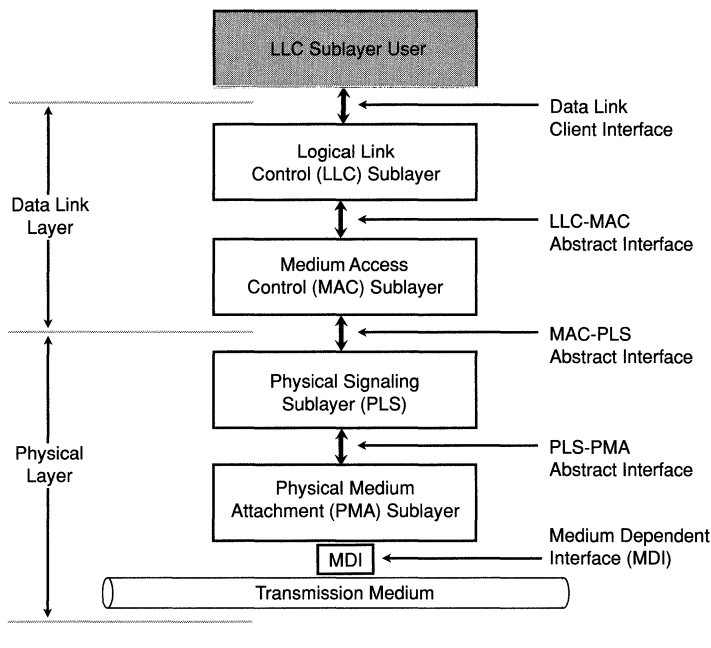 LLC Sublayer User
Data Link
Client Interface
Logical Link
Control (LLC) Sublayer
Data Link
Layer
LLC-MAC
Abstract Interface
Medium Access
Control (MAC) Sublayer
MAC-PLS
Abstract Interface
Physical Signaling
Sublayer (PLS)
Physical
Layer
PLS-PMA
Abstract Interface
Physical Medium
Attachment (PMA) Sublayer
Medium Dependent
Interface (MDI)
MDI
Transmission Medium